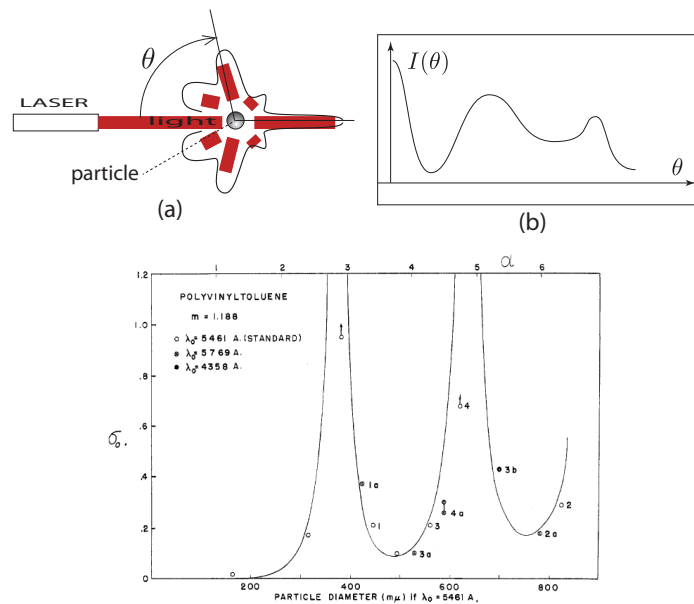 θ
LASER
light
particle
(a)
I(θ)
θ
(b)
α
1 2 3 4 5 6
1.2
POLYVINYLTOLUENE
m = 1.188
λ₀= 5461 A. (STANDARD)
λ₀= 5769 A.
λ₀= 4358 A.
1.0
.8
.6
.4
.2
0
σ₀.
4
1a
1
3
4a
3a
3b
2
2a
200 400 600 800
PARTICLE DIAMETER (mμ) IF λ₀ = 5461 A.